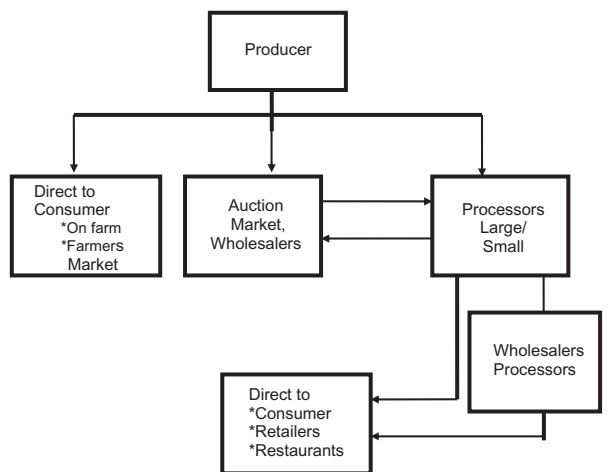 Producer
Direct to
Consumer
*On farm
*Farmers
Market
Auction
Market,
Wholesalers
Processors
Large/
Small
Wholesalers
Processors
Direct to
*Consumer
*Retailers
*Restaurants